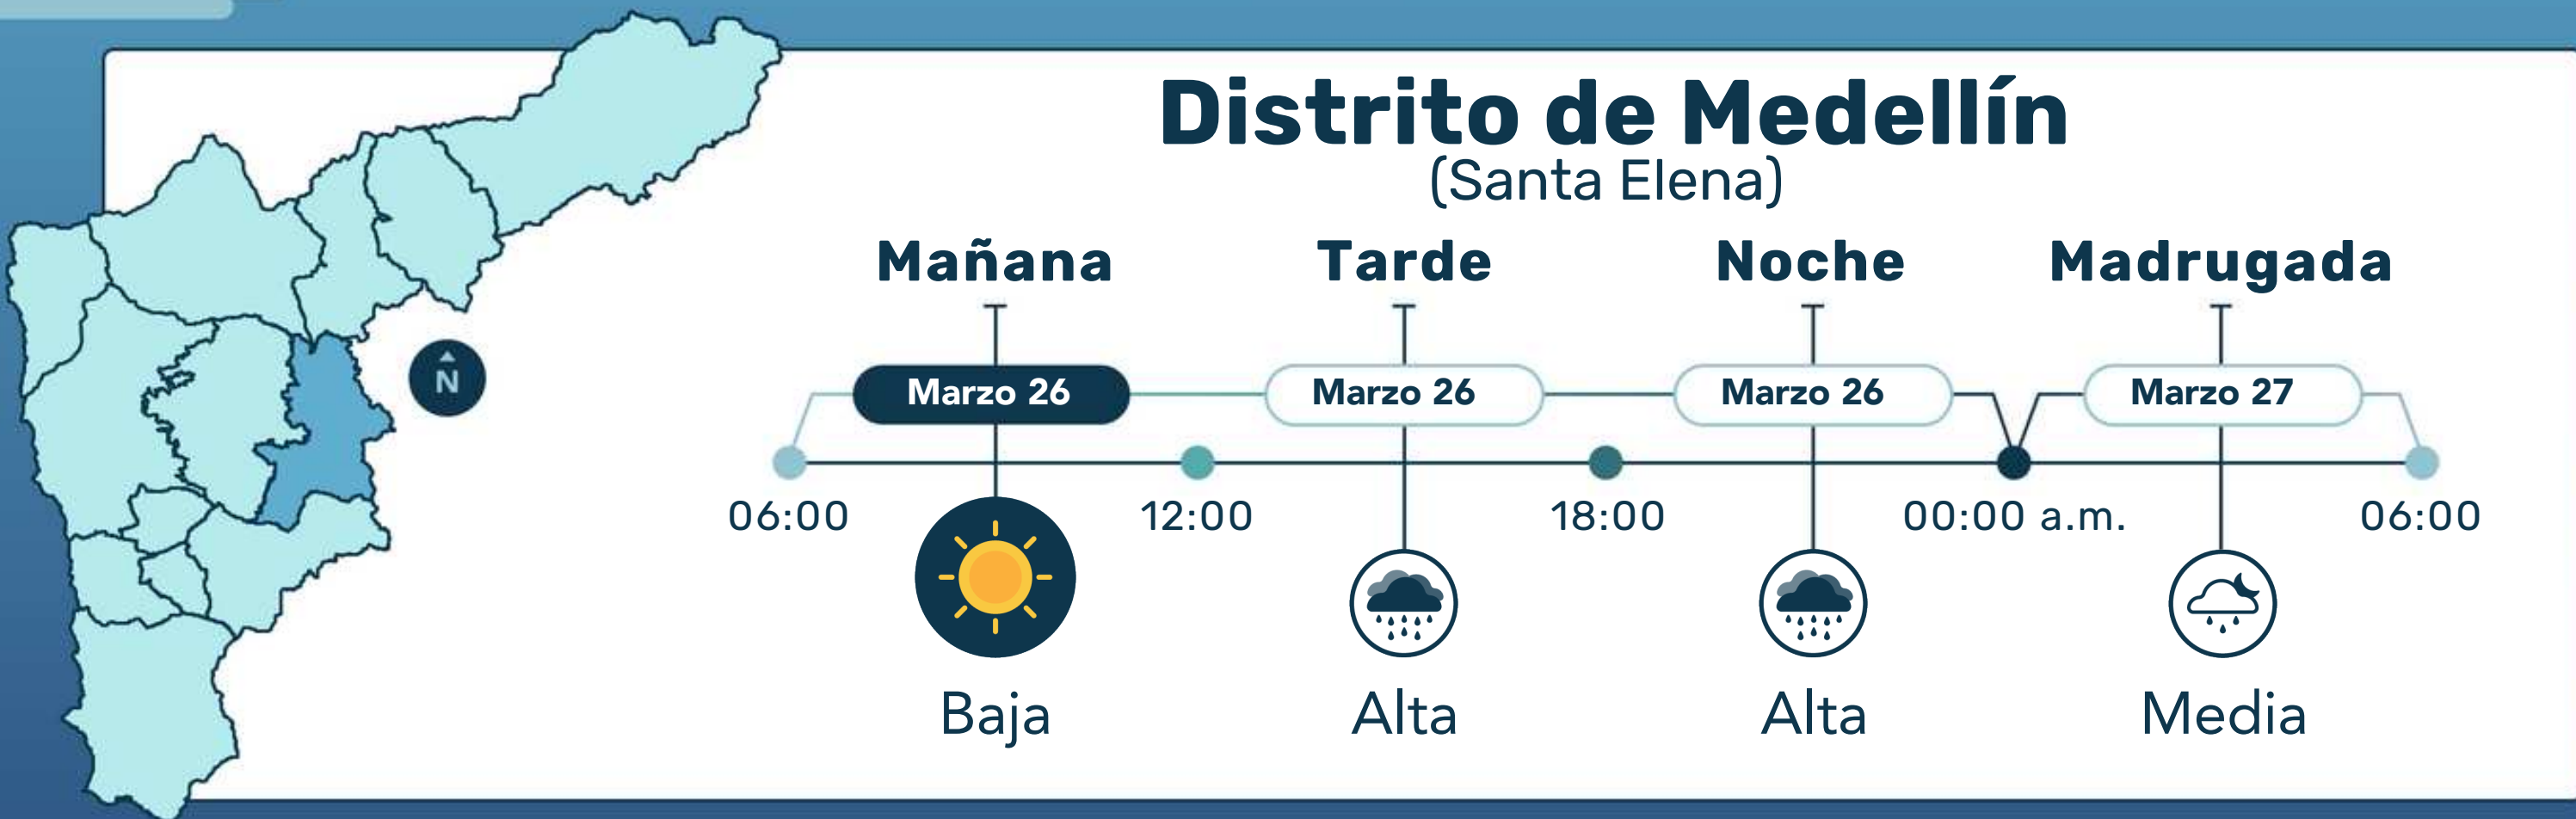 Distrito de Medellín
(Santa Elena)
Mañana Tarde Noche Madrugada
N
Marzo 26 Marzo 26 Marzo 26 Marzo 27
06:00 12:00 18:00 00:00 a.m. 06:00
Baja Alta Alta Media